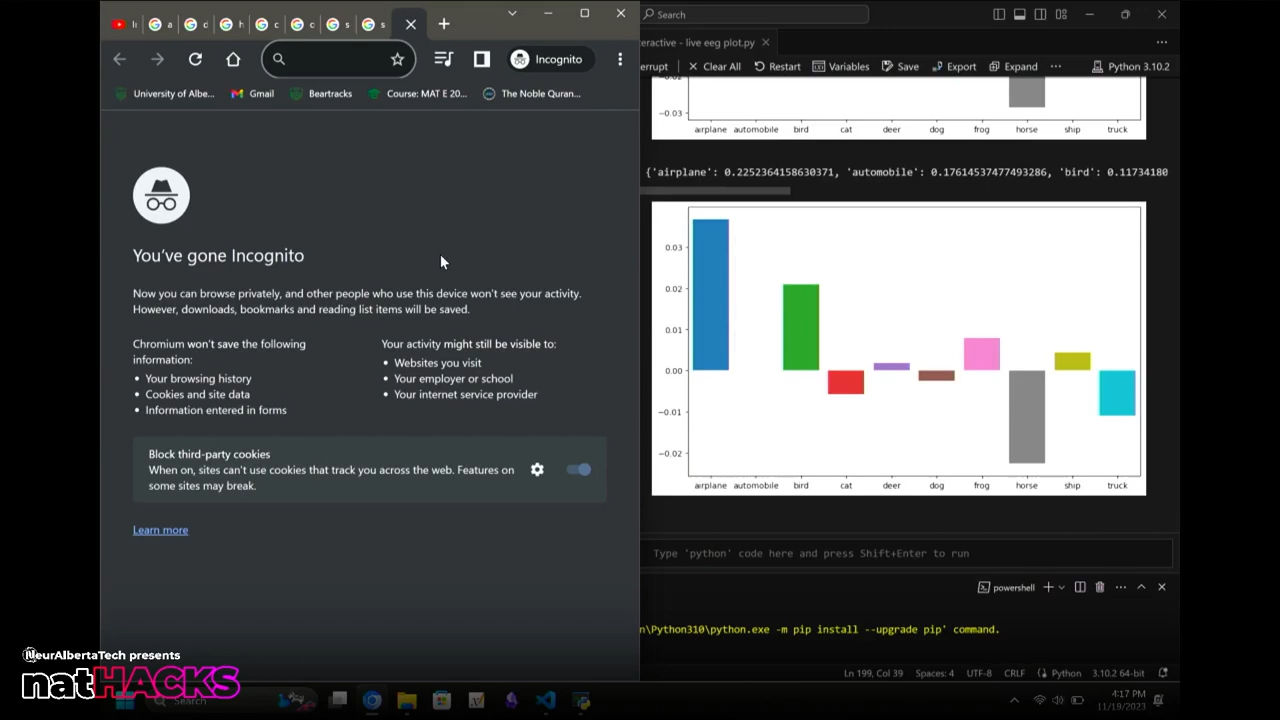 Incognito
University of Albe...
Gmail
Beartracks
Course: MAT E 20...
The Noble Quran...
You've gone Incognito
Now you can browse privately, and other people who use this device won't see your activity.
However, downloads, bookmarks and reading list items will be saved.
Chromium won't save the following
information:
Your browsing history
Cookies and site data
Information entered in forms
Your activity might still be visible to:
Websites you visit
Your employer or school
Your internet service provider
Block third-party cookies
When on, sites can't use cookies that track you across the web. Features on
some sites may break.
Learn more
Search
eractive - live eeg plot.py
errupt
Clear All
Restart
Variables
Save
Export
Expand
Python 3.10.2
-0.02
-0.03
airplane automobile bird cat deer dog frog horse ship truck
{'airplane': 0.2252364158630371, 'automobile': 0.17614537477493286, 'bird': 0.11734180
0.03
0.02
0.01
0.00
-0.01
-0.02
airplane automobile bird cat deer dog frog horse ship truck
Type 'python' code here and press Shift+Enter to run
powershell
n\Python310\python.exe -m pip install --upgrade pip' command.
Ln 199, Col 39
Spaces: 4
UTF-8
CRLF
Python
3.10.2 64-bit
NeurAlbertaTech presents
natHACKS
Search
4:17 PM
11/19/2023